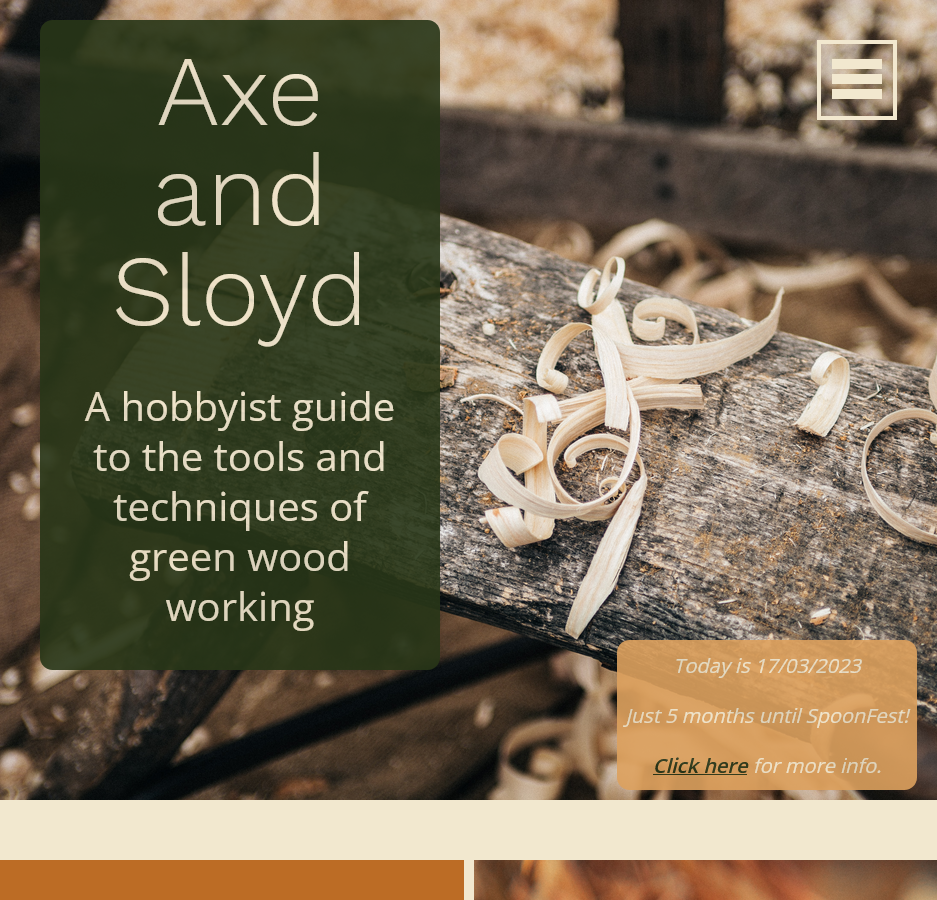 Axe
and
Sloyd
A hobbyist guide
to the tools and
techniques of
green wood
working
Today is 17/03/2023
Just 5 months until SpoonFest!
Click here for more info.